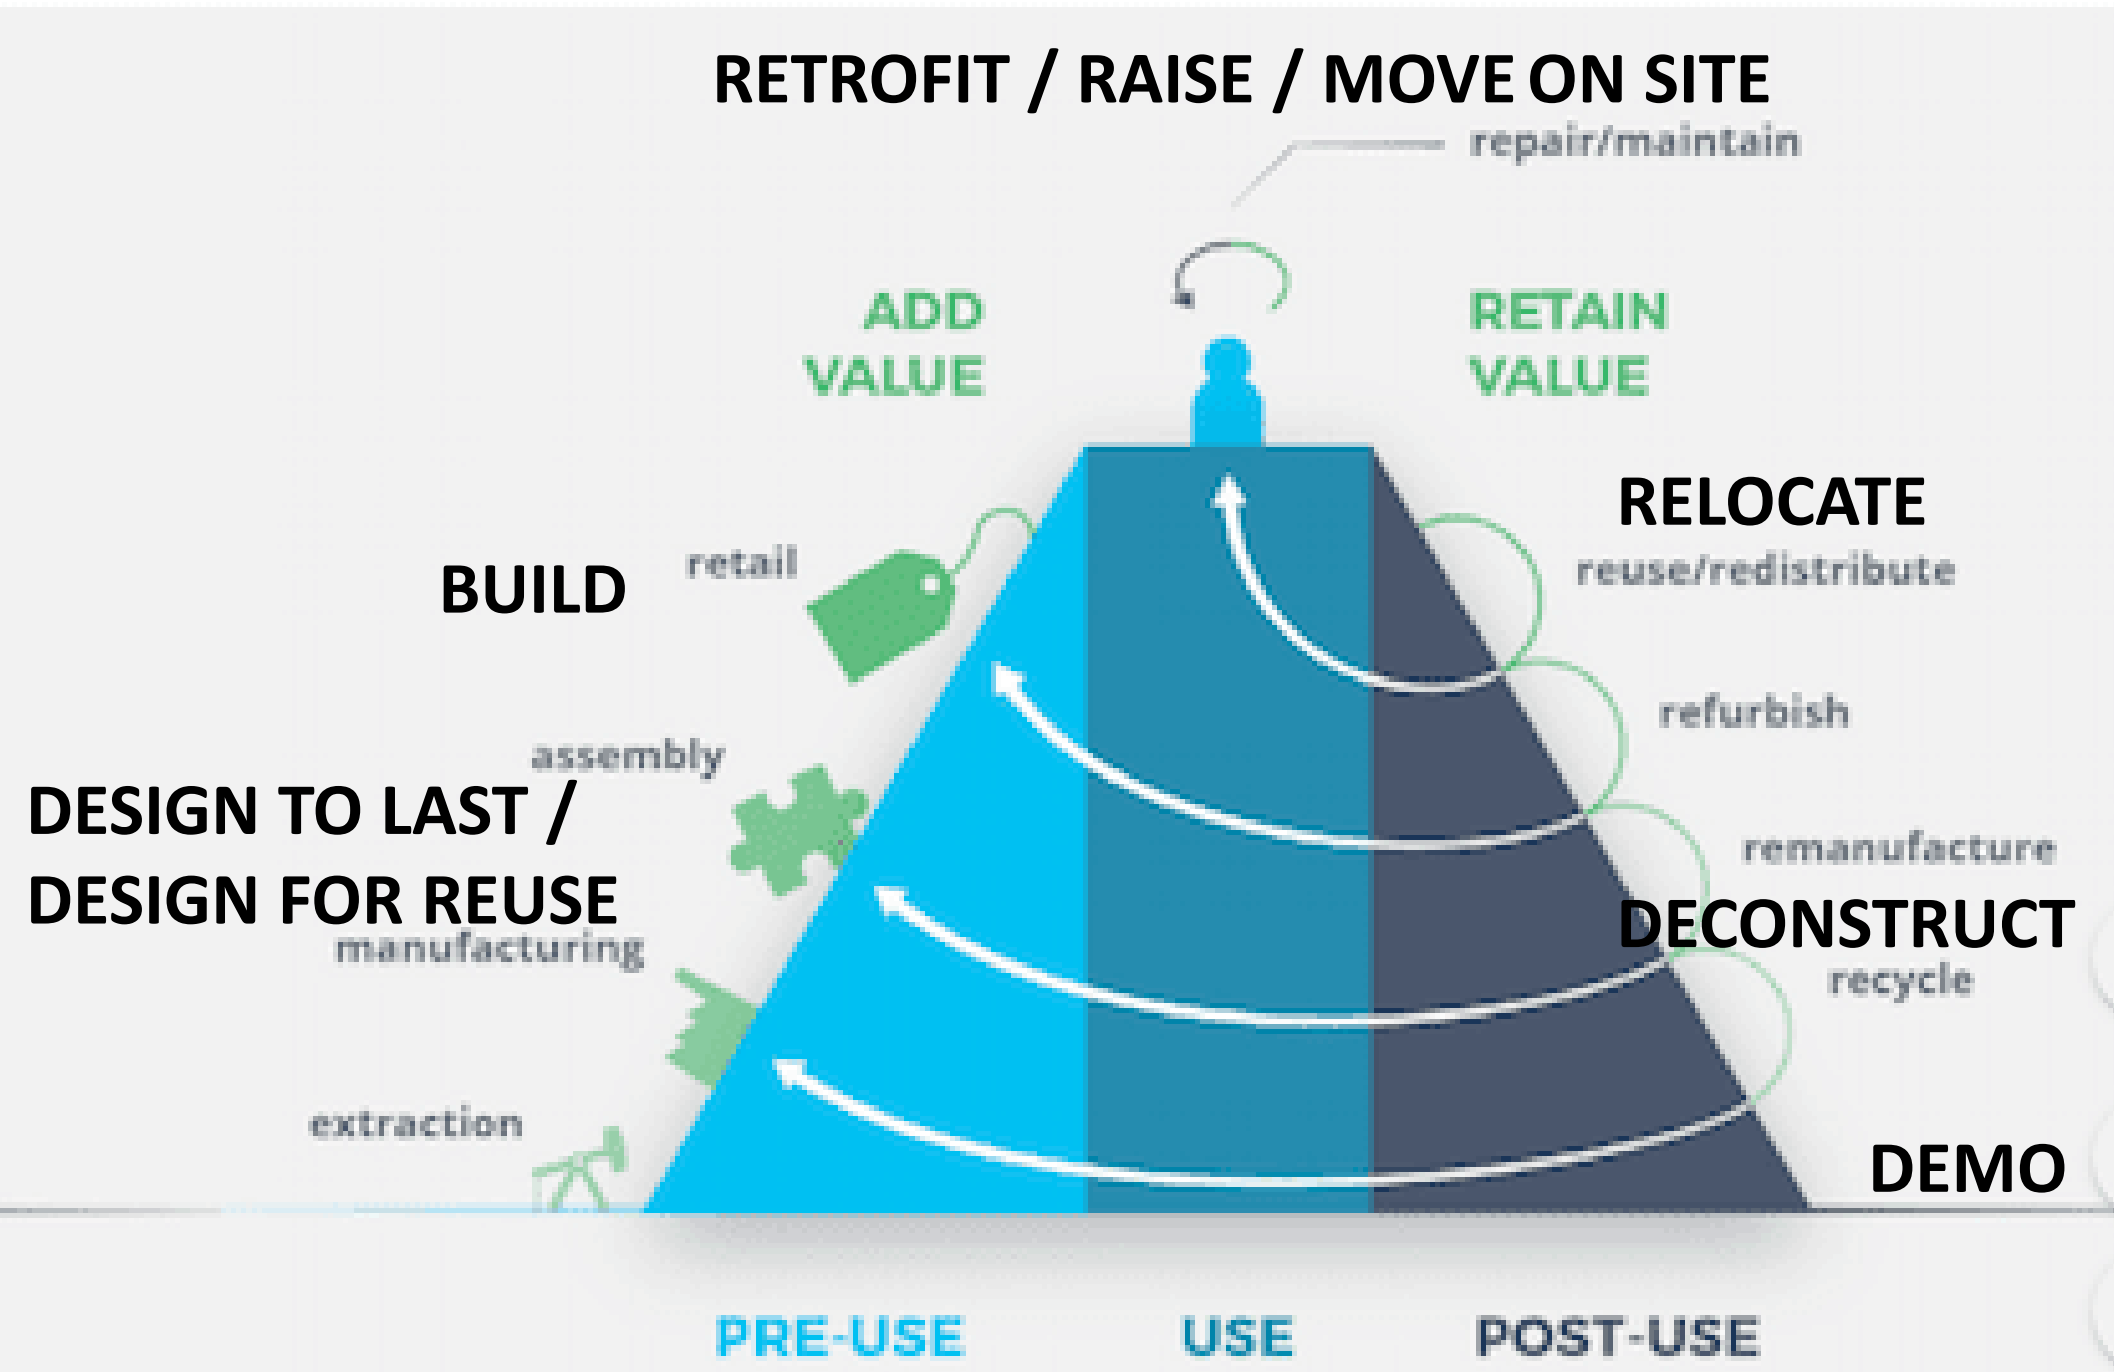 RETROFIT / RAISE / MOVE ON SITE
repair/maintain
ADD
VALUE
RETAIN
VALUE
RELOCATE
reuse/redistribute
BUILD
retail
refurbish
assembly
DESIGN TO LAST /
DESIGN FOR REUSE
manufacturing
remanufacture
DECONSTRUCT
recycle
extraction
DEMO
PRE-USE
USE
POST-USE